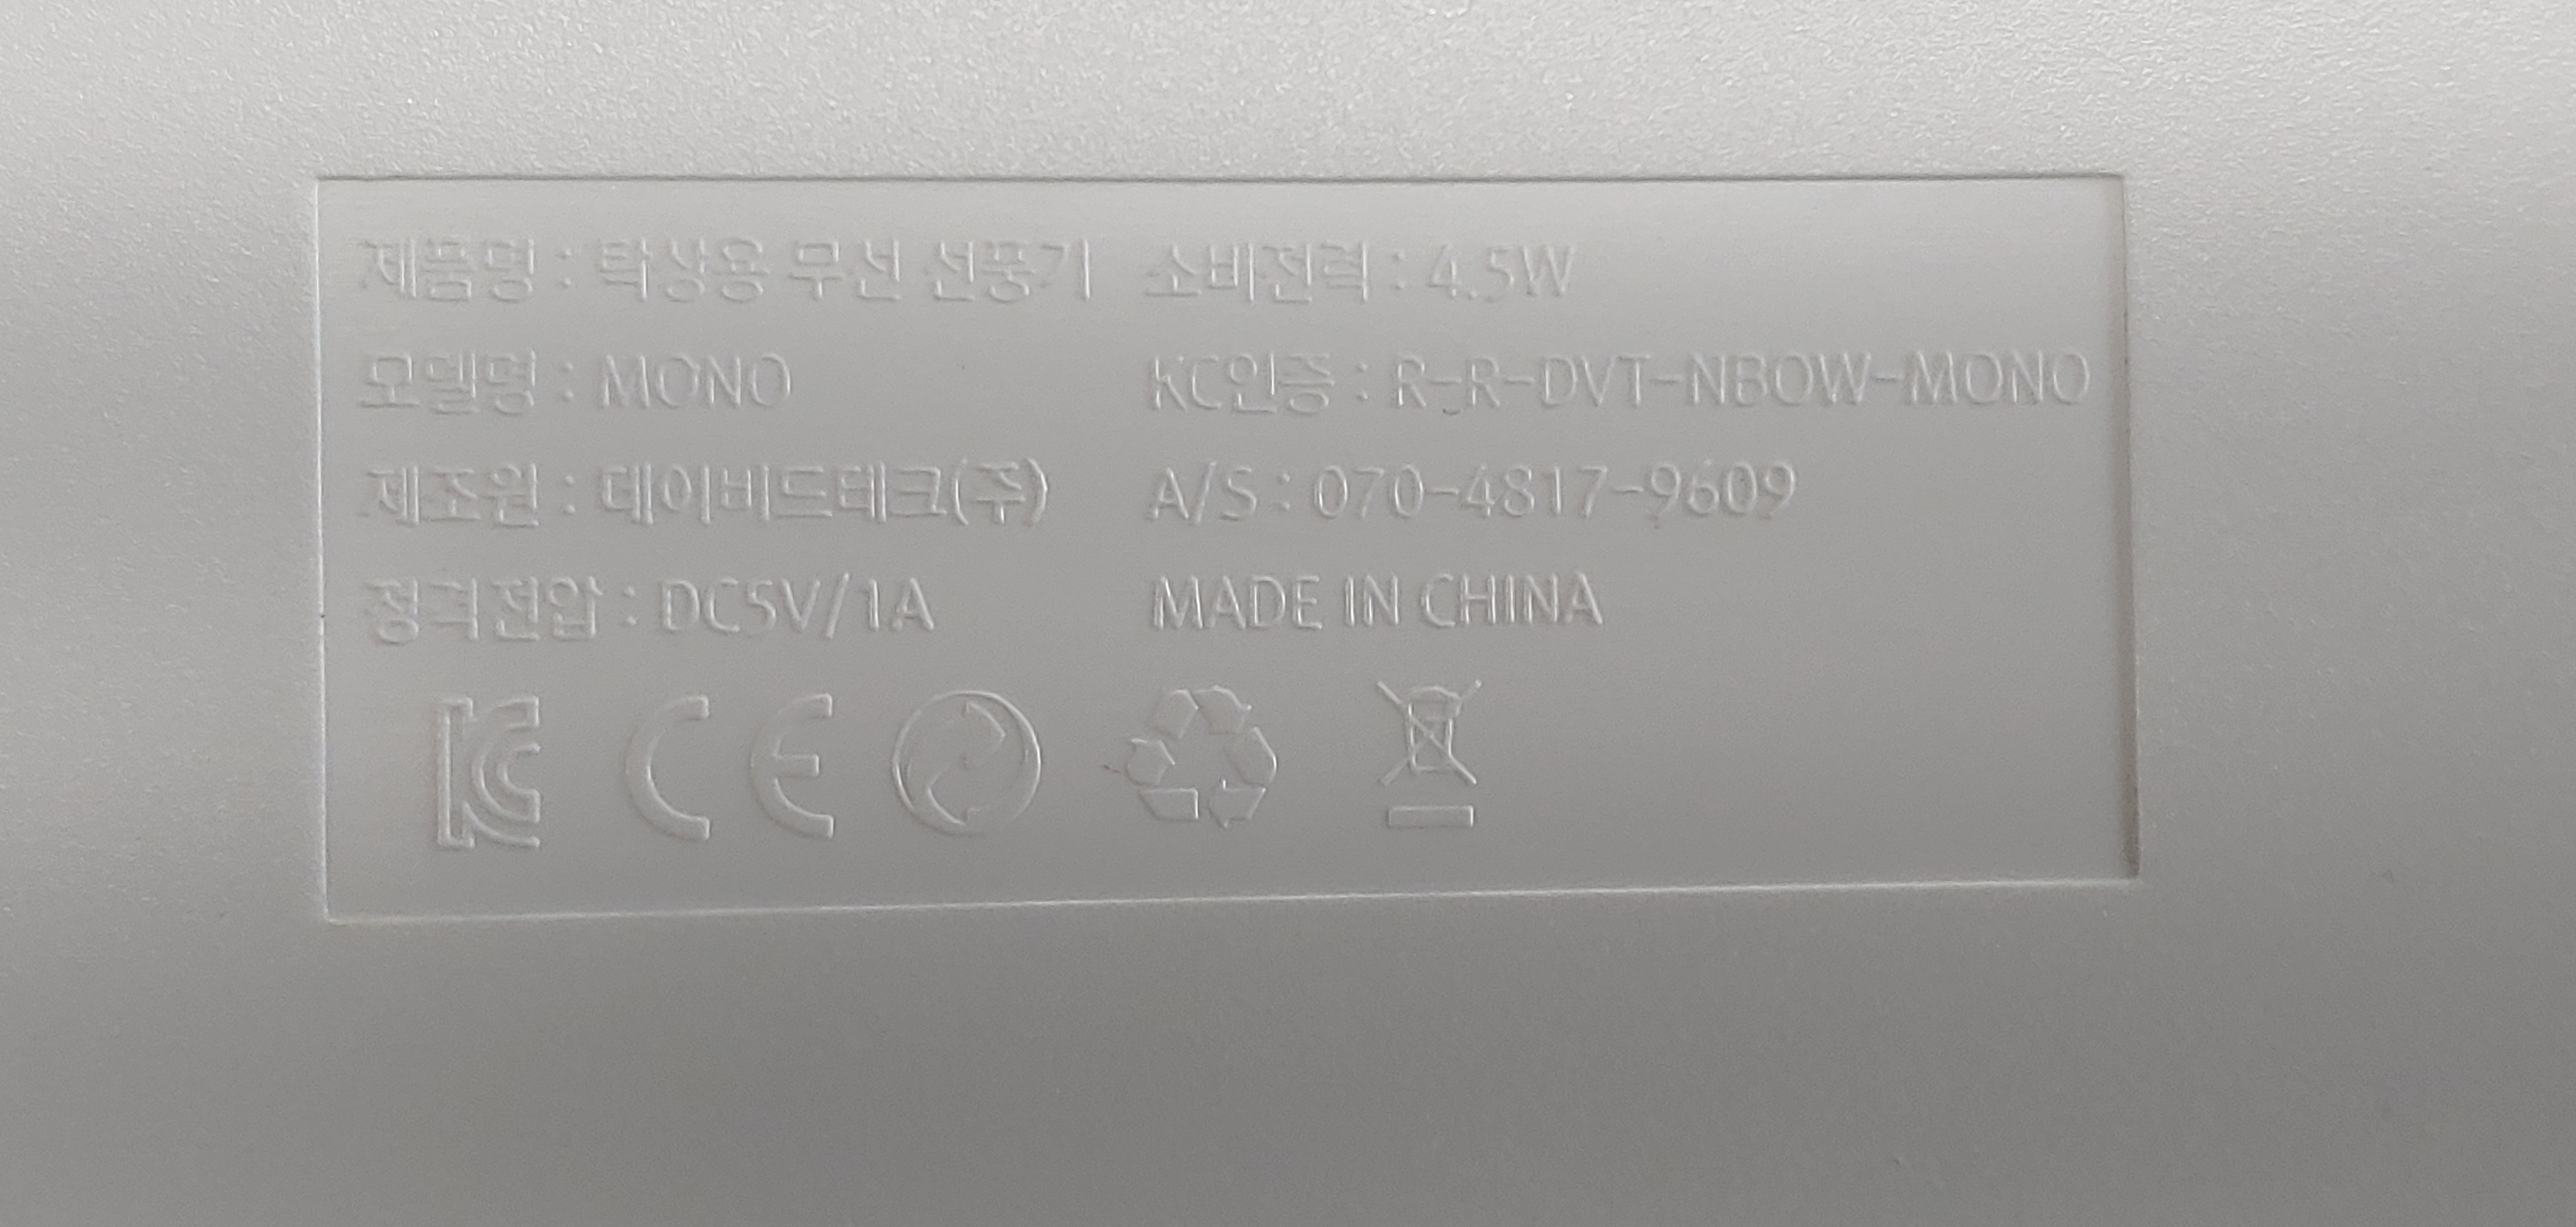 제품명 : 탁상용 무선 선풍기 소비전력 : 4.5W
모델명 : MONO KC인증 : R-R-DVT-NBOW-MONO
제조원 : 데이비드테크(주) A/S : 070-4817-9609
정격전압 : DC5V/1A MADE IN CHINA
KC CE